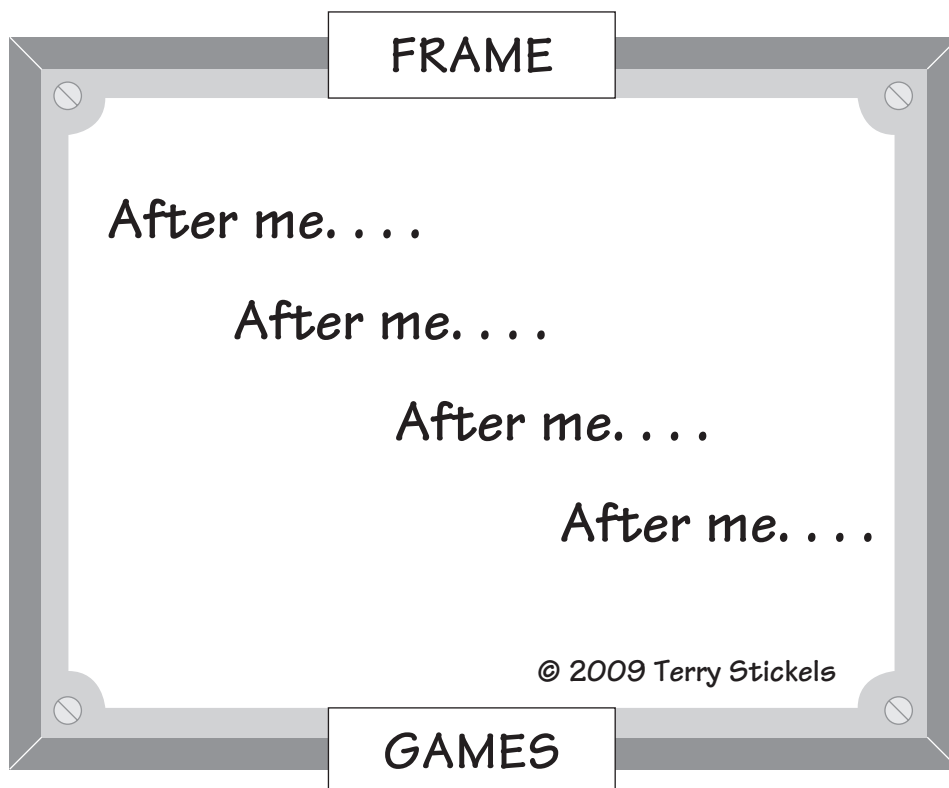 FRAME
After me. . . .
After me. . . .
After me. . . .
After me. . . .
© 2009 Terry Stickels
GAMES